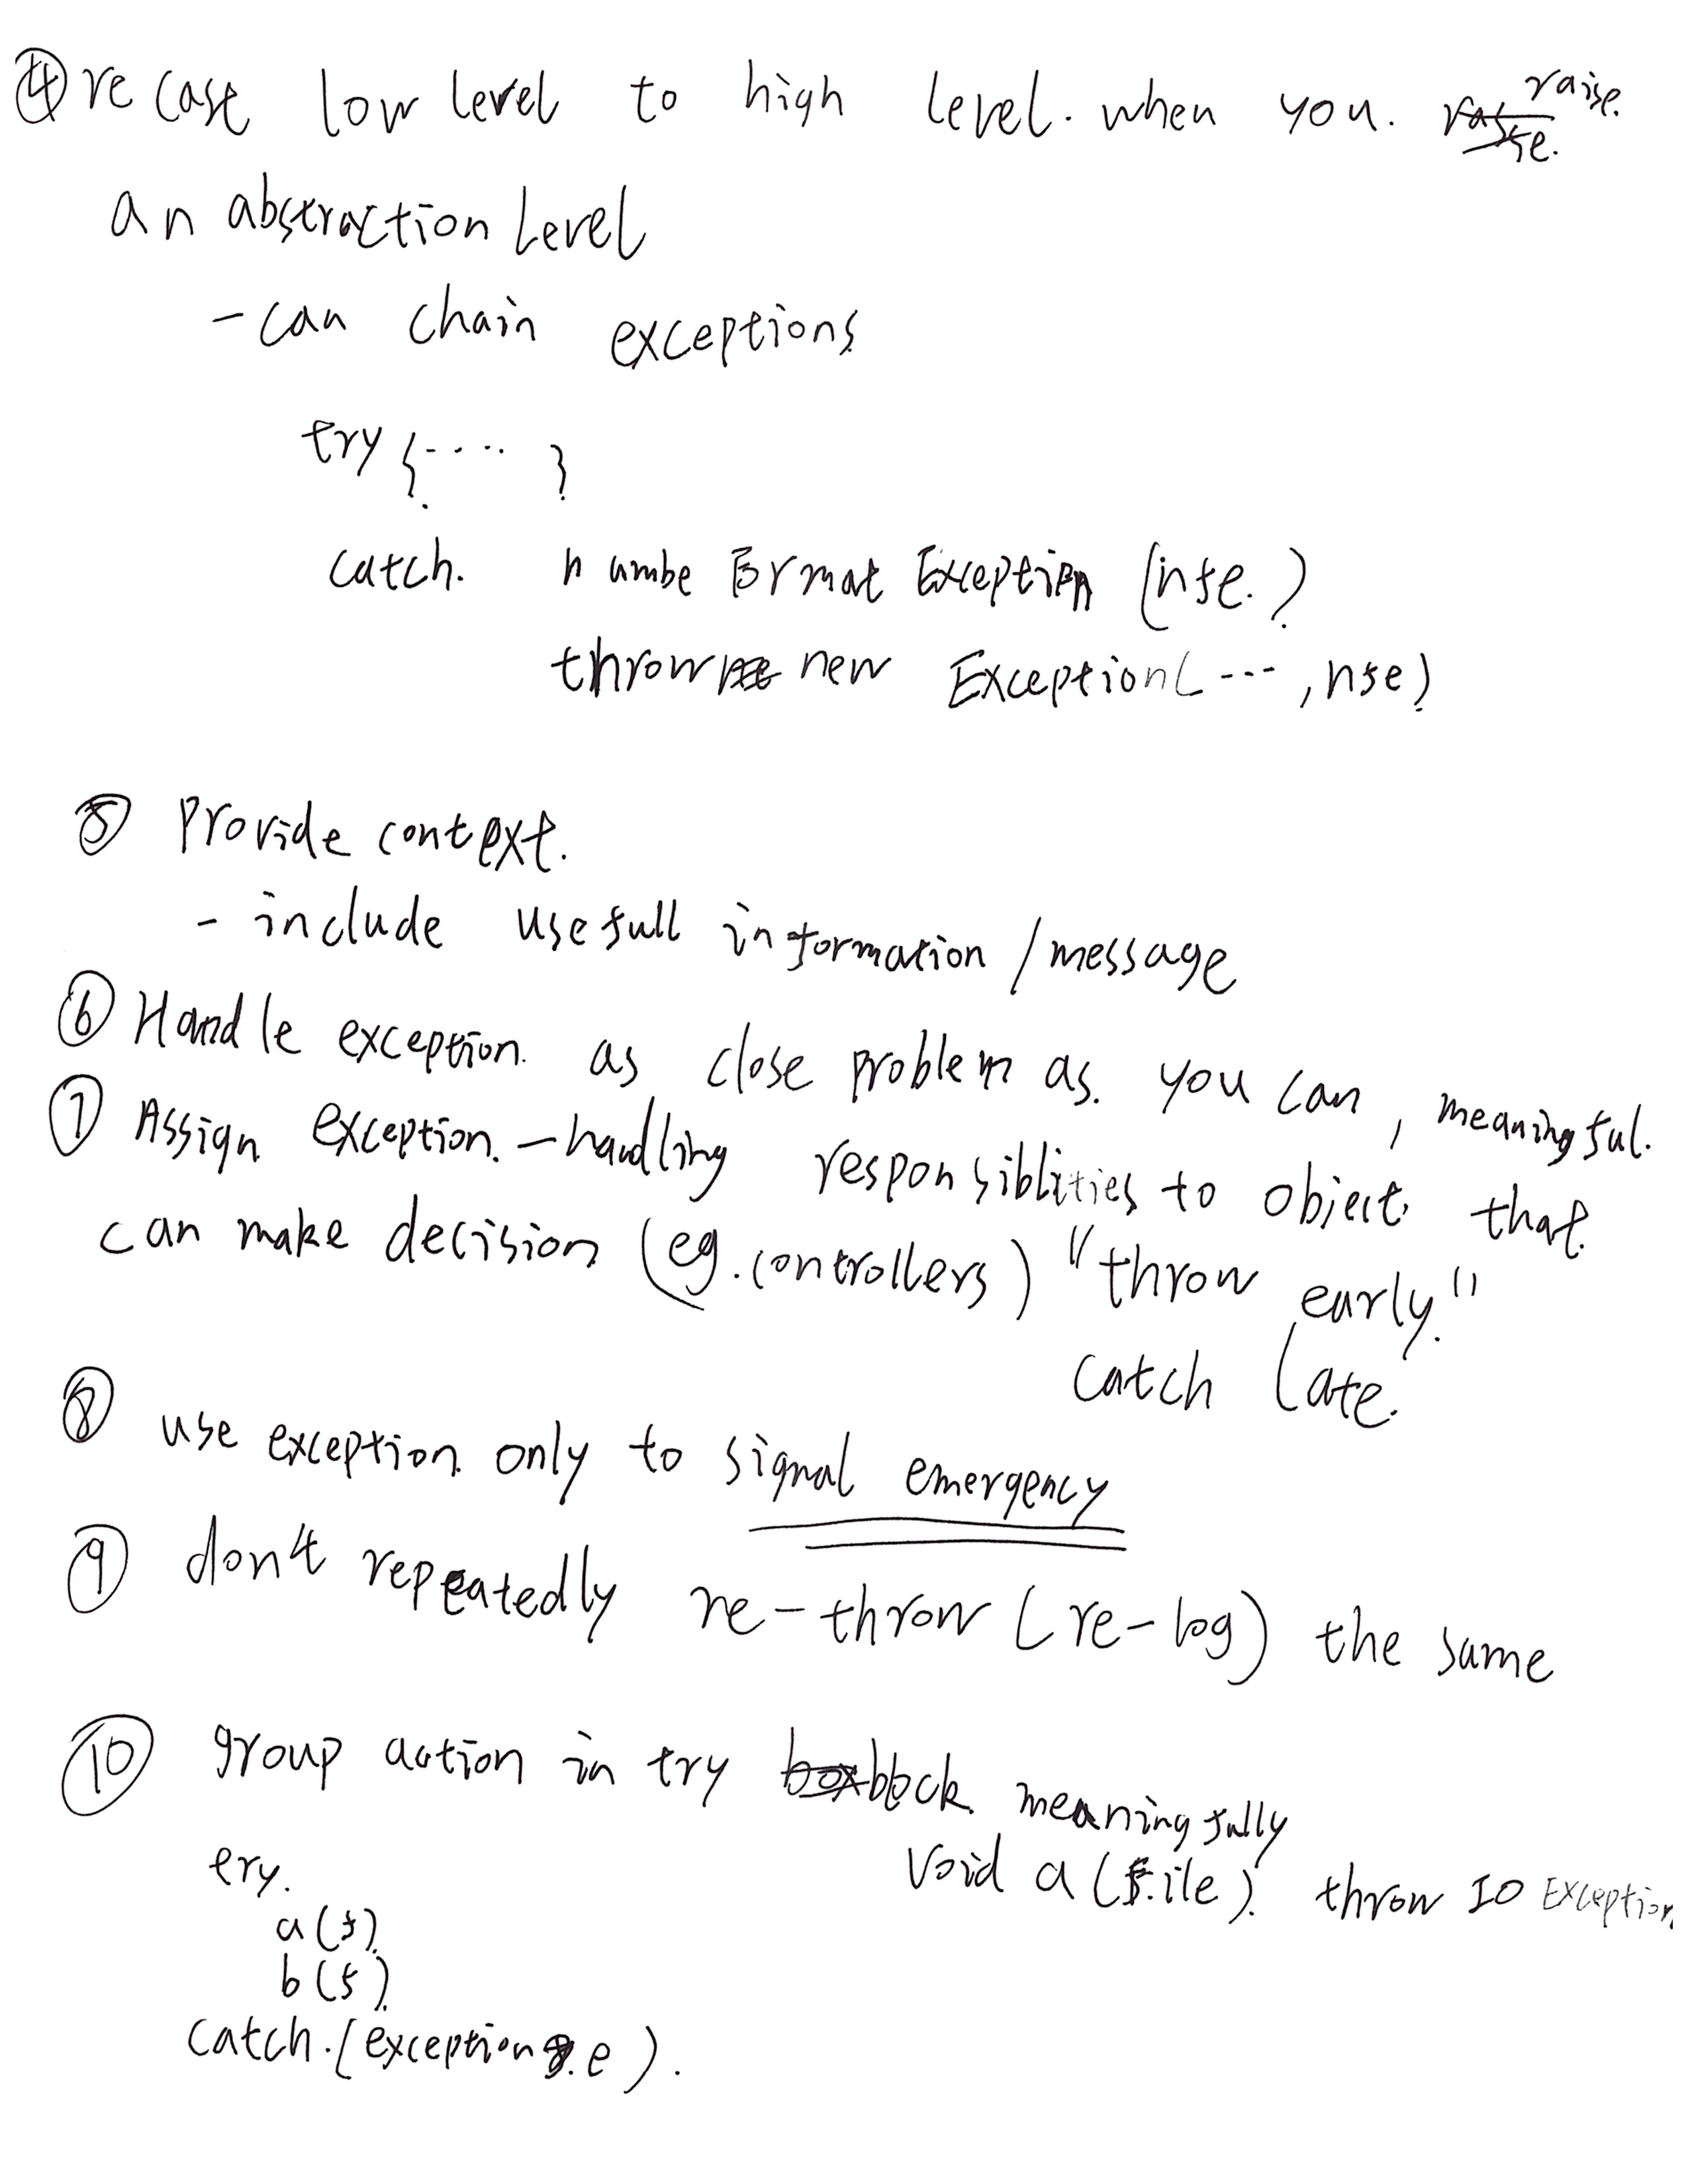 ④ recast low level to high level. when you. raise.
an abstraction level
- can chain exceptions
try {.... }
catch. numbe Format Exception (nfe.)
throw new Exception( ---, nfe)
⑤ Provide context.
- include usefull information / message
⑥ Handle exception. as close problem as. you can, meaningful.
⑦ Assign exception. - handling responsiblities to object. that
can make decision (eg. controllers) "throw early."
catch late.
⑧ use exception only to signal emergency
⑨ don't repeatedly re-throw (re-log) the same
⑩ group action in try block. meaningfully
try. void a (file). throw IO Exception
a (f)
b (f)
catch. (exception e).